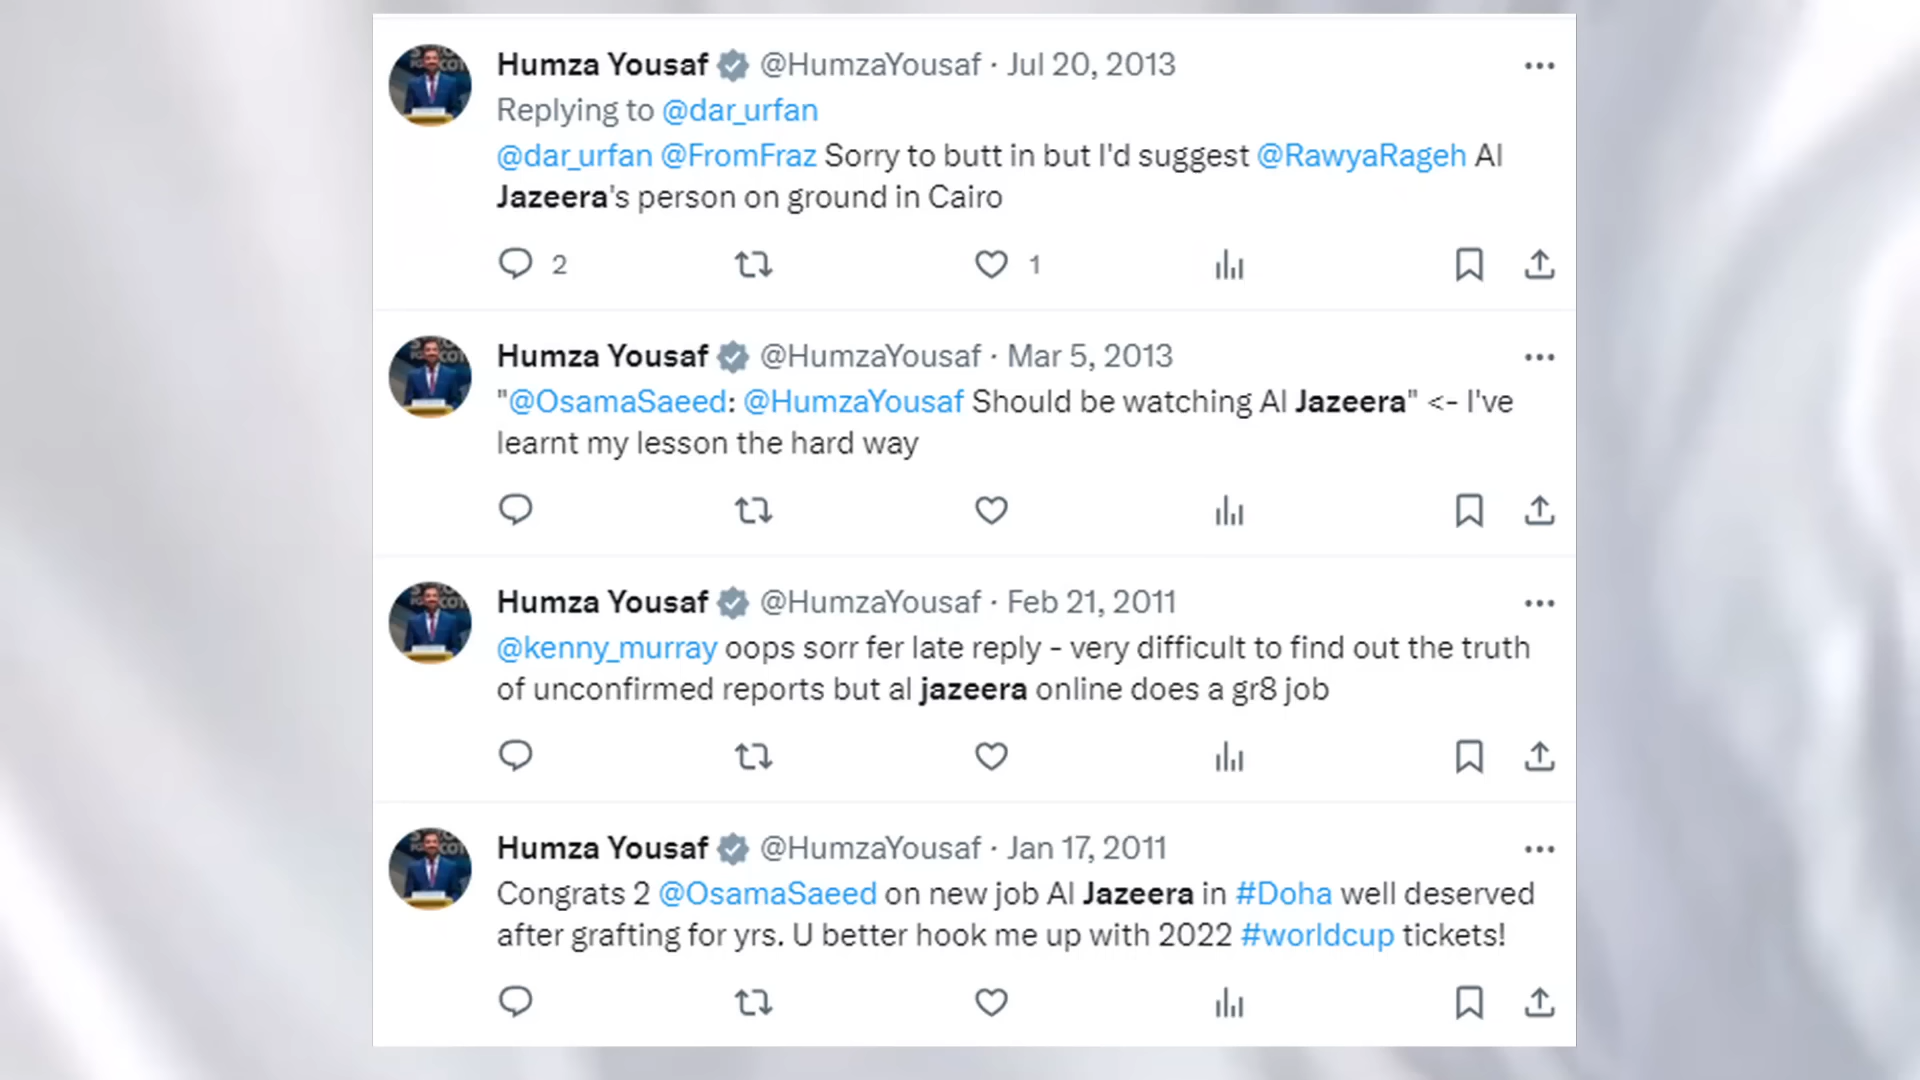 Humza Yousaf @HumzaYousaf · Jul 20, 2013
Replying to @dar_urfan
@dar_urfan @FromFraz Sorry to butt in but I'd suggest @RawyaRageh Al
Jazeera's person on ground in Cairo
2 1
Humza Yousaf @HumzaYousaf · Mar 5, 2013
"@OsamaSaeed: @HumzaYousaf Should be watching Al Jazeera" <- I've
learnt my lesson the hard way
Humza Yousaf @HumzaYousaf · Feb 21, 2011
@kenny_murray oops sorr fer late reply - very difficult to find out the truth
of unconfirmed reports but al jazeera online does a gr8 job
Humza Yousaf @HumzaYousaf · Jan 17, 2011
Congrats 2 @OsamaSaeed on new job Al Jazeera in #Doha well deserved
after grafting for yrs. U better hook me up with 2022 #worldcup tickets!